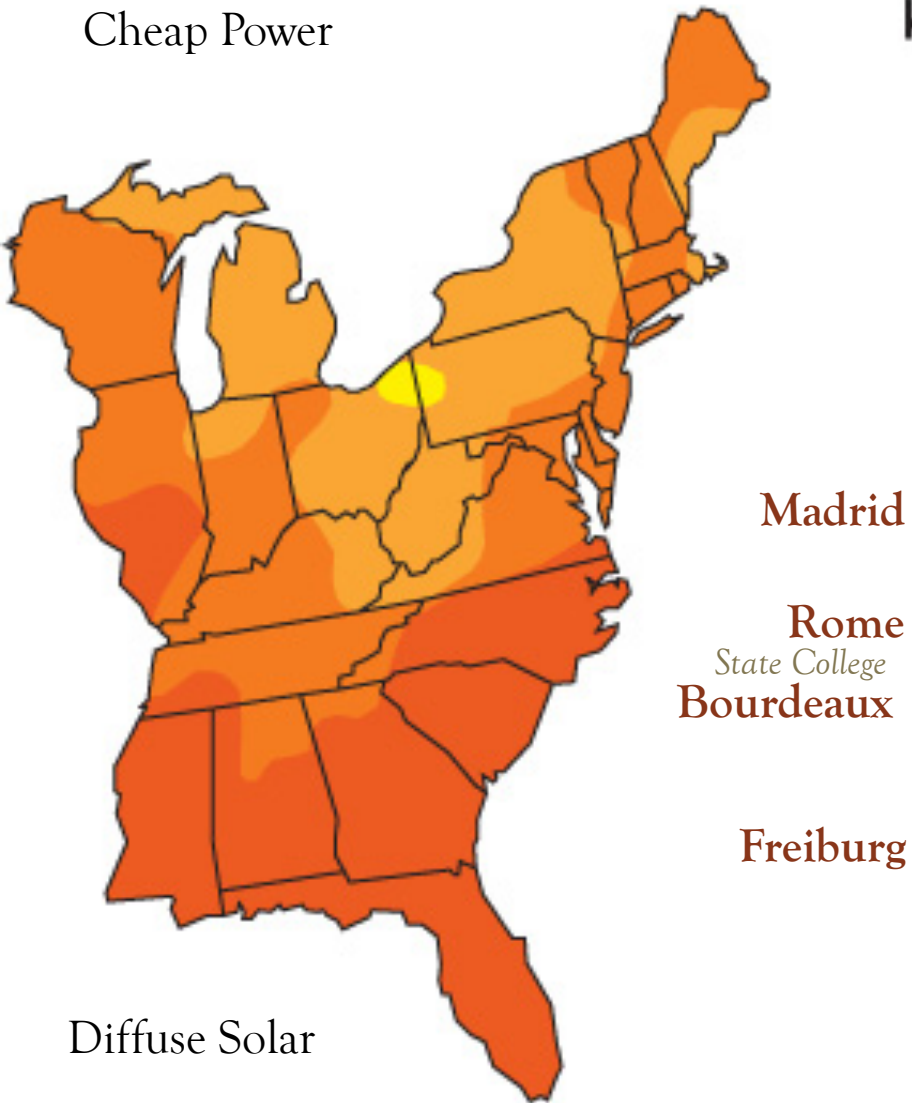 Cheap Power
Madrid
Rome
State College
Bourdeaux
Freiburg
Diffuse Solar